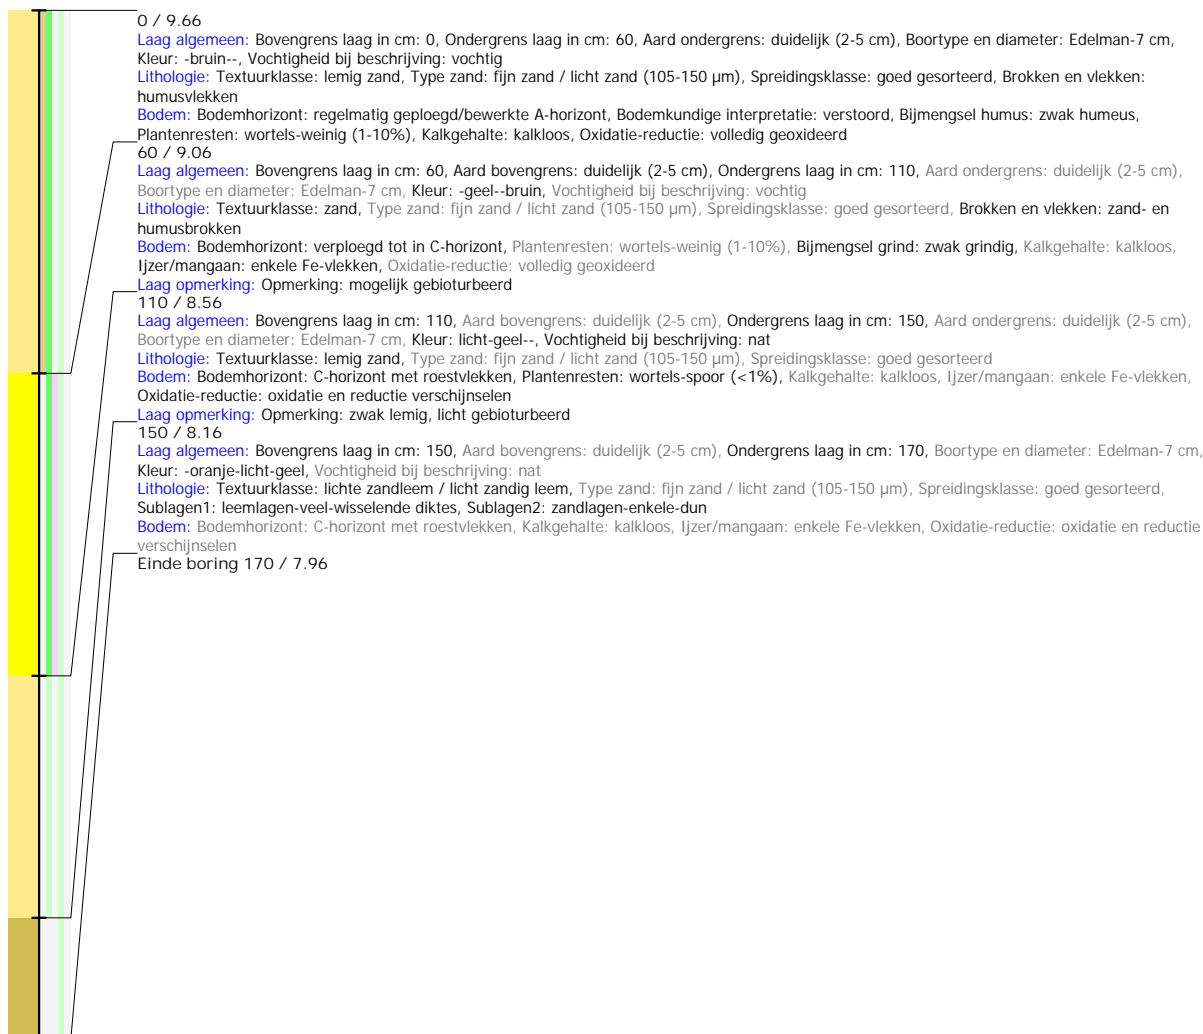 0 / 9.66
Laag algemeen: Bovengrens laag in cm: 0, Ondergrens laag in cm: 60, Aard ondergrens: duidelijk (2-5 cm), Boortype en diameter: Edelman-7 cm,
Kleur: -bruin--, Vochtigheid bij beschrijving: vochtig
Lithologie: Textuurklasse: lemig zand, Type zand: fijn zand / licht zand (105-150 µm), Spreidingsklasse: goed gesorteerd, Brokken en vlekken:
humusvlekken
Bodem: Bodemhorizont: regelmatig geploegd/bewerkte A-horizont, Bodemkundige interpretatie: verstoord, Bijmengsel humus: zwak humeus,
Plantenresten: wortels-weinig (1-10%), Kalkgehalte: kalkloos, Oxidatie-reductie: volledig geoxideerd
60 / 9.06
Laag algemeen: Bovengrens laag in cm: 60, Aard bovengrens: duidelijk (2-5 cm), Ondergrens laag in cm: 110, Aard ondergrens: duidelijk (2-5 cm),
Boortype en diameter: Edelman-7 cm, Kleur: -geel--bruin, Vochtigheid bij beschrijving: vochtig
Lithologie: Textuurklasse: zand, Type zand: fijn zand / licht zand (105-150 µm), Spreidingsklasse: goed gesorteerd, Brokken en vlekken: zand- en
humusbrokken
Bodem: Bodemhorizont: verploegd tot in C-horizont, Plantenresten: wortels-weinig (1-10%), Bijmengsel grind: zwak grindig, Kalkgehalte: kalkloos,
Ijzer/mangaan: enkele Fe-vlekken, Oxidatie-reductie: volledig geoxideerd
Laag opmerking: Opmerking: mogelijk gebioturbeerd
110 / 8.56
Laag algemeen: Bovengrens laag in cm: 110, Aard bovengrens: duidelijk (2-5 cm), Ondergrens laag in cm: 150, Aard ondergrens: duidelijk (2-5 cm),
Boortype en diameter: Edelman-7 cm, Kleur: licht-geel--, Vochtigheid bij beschrijving: nat
Lithologie: Textuurklasse: lemig zand, Type zand: fijn zand / licht zand (105-150 µm), Spreidingsklasse: goed gesorteerd
Bodem: Bodemhorizont: C-horizont met roestvlekken, Plantenresten: wortels-spoor (<1%), Kalkgehalte: kalkloos, Ijzer/mangaan: enkele Fe-vlekken,
Oxidatie-reductie: oxidatie en reductie verschijnselen
Laag opmerking: Opmerking: zwak lemig, licht gebioturbeerd
150 / 8.16
Laag algemeen: Bovengrens laag in cm: 150, Aard bovengrens: duidelijk (2-5 cm), Ondergrens laag in cm: 170, Boortype en diameter: Edelman-7 cm,
Kleur: -oranje-licht-geel, Vochtigheid bij beschrijving: nat
Lithologie: Textuurklasse: lichte zandleem / licht zandig leem, Type zand: fijn zand / licht zand (105-150 µm), Spreidingsklasse: goed gesorteerd,
Sublagen1: leemlagen-veel-wisselende diktes, Sublagen2: zandlagen-enkele-dun
Bodem: Bodemhorizont: C-horizont met roestvlekken, Kalkgehalte: kalkloos, Ijzer/mangaan: enkele Fe-vlekken, Oxidatie-reductie: oxidatie en reductie
verschijnselen
Einde boring 170 / 7.96